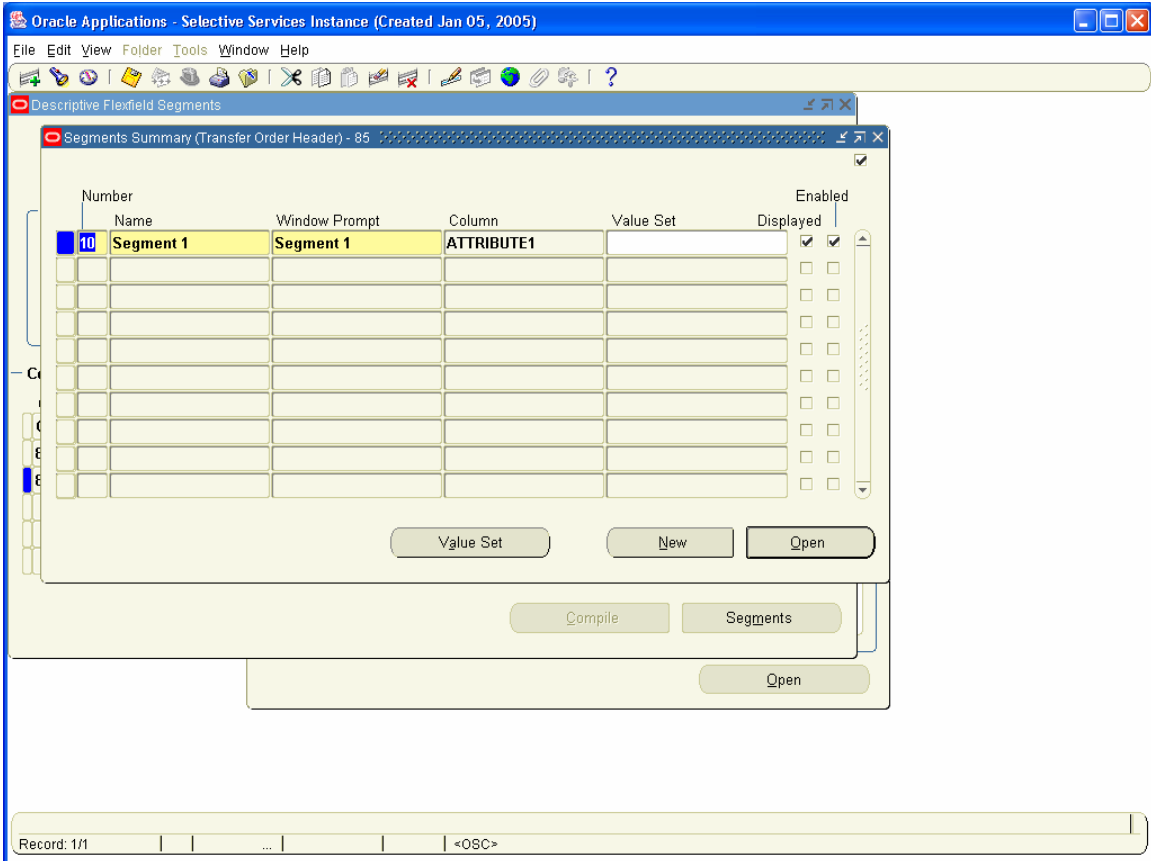 Oracle Applications - Selective Services Instance (Created Jan 05, 2005)
File Edit View Folder Tools Window Help
Descriptive Flexfield Segments
Segments Summary (Transfer Order Header) - 85
Number
Enabled
Name Window Prompt Column Value Set Displayed
10 Segment 1 Segment 1 ATTRIBUTE1
Value Set New Open
Compile Segments
Open
Record: 1/1 ... <OSC>